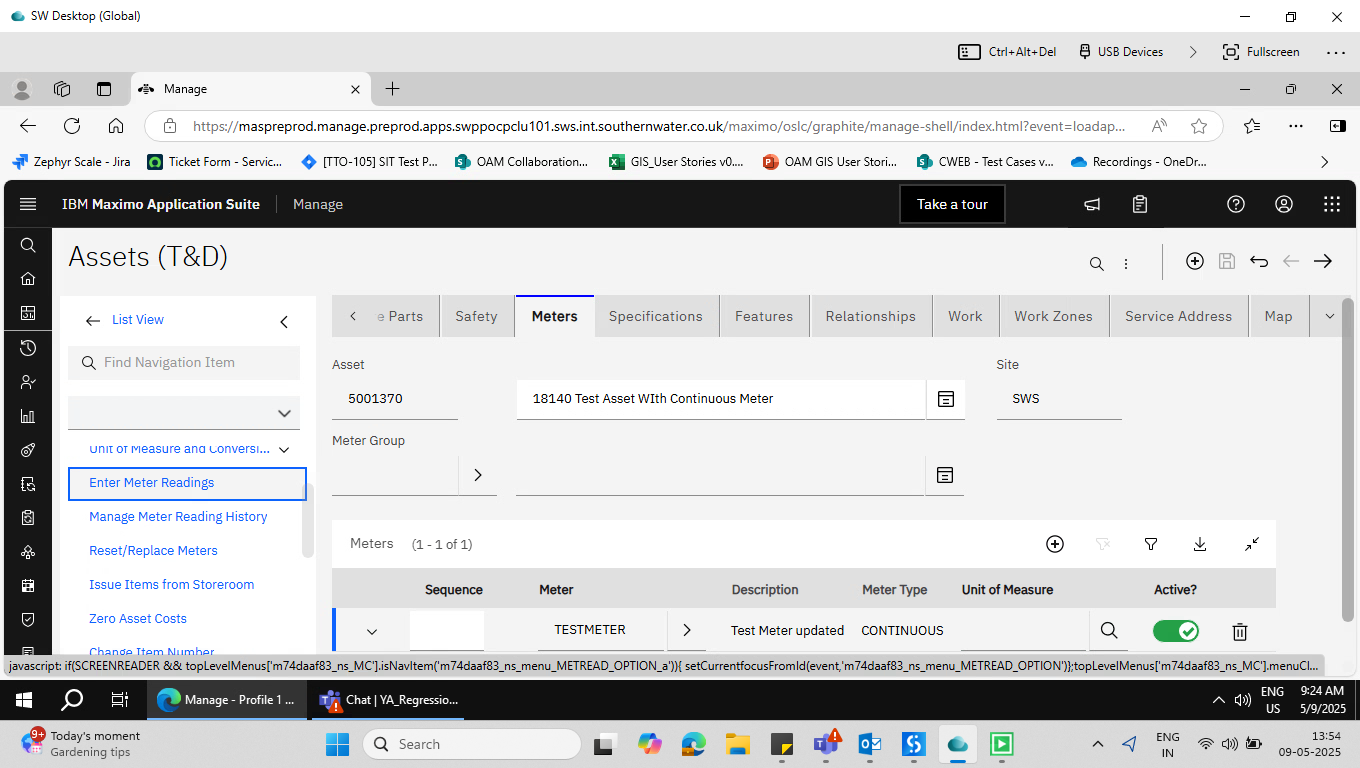 SW Desktop (Global)
Ctrl+Alt+Del
USB Devices
Fullscreen
Manage
https://maspreprod.manage.preprod.apps.swppocpclu101.sws.int.southernwater.co.uk/maximo/oslc/graphite/manage-shell/index.html?event=loadap...
Zephyr Scale - Jira
Ticket Form - Servic...
[TTO-105] SIT Test P...
OAM Collaboration...
GIS_User Stories v0....
OAM GIS User Stori...
CWEB - Test Cases v...
Recordings - OneDr...
IBM Maximo Application Suite
Manage
Take a tour
Assets (T&D)
List View
Find Navigation Item
Unit of Measure and Conversi...
Enter Meter Readings
Manage Meter Reading History
Reset/Replace Meters
Issue Items from Storeroom
Zero Asset Costs
Change Item Number
e Parts
Safety
Meters
Specifications
Features
Relationships
Work
Work Zones
Service Address
Map
Asset
Site
5001370
18140 Test Asset WIth Continuous Meter
SWS
Meter Group
Meters (1 - 1 of 1)
Sequence Meter Description Meter Type Unit of Measure Active?
TESTMETER Test Meter updated CONTINUOUS
javascript: if(SCREENREADER && topLevelMenus['m74daaf83_ns_MC'].isNavItem('m74daaf83_ns_menu_METREAD_OPTION_a')){ setCurrentfocusFromId(event,'m74daaf83_ns_menu_METREAD_OPTION')};topLevelMenus['m74daaf83_ns_MC'].menuCl...
Manage - Profile 1 ...
Chat | YA_Regressio...
ENG
US
9:24 AM
5/9/2025
9+
Today's moment
Gardening tips
Search
ENG
IN
13:54
09-05-2025